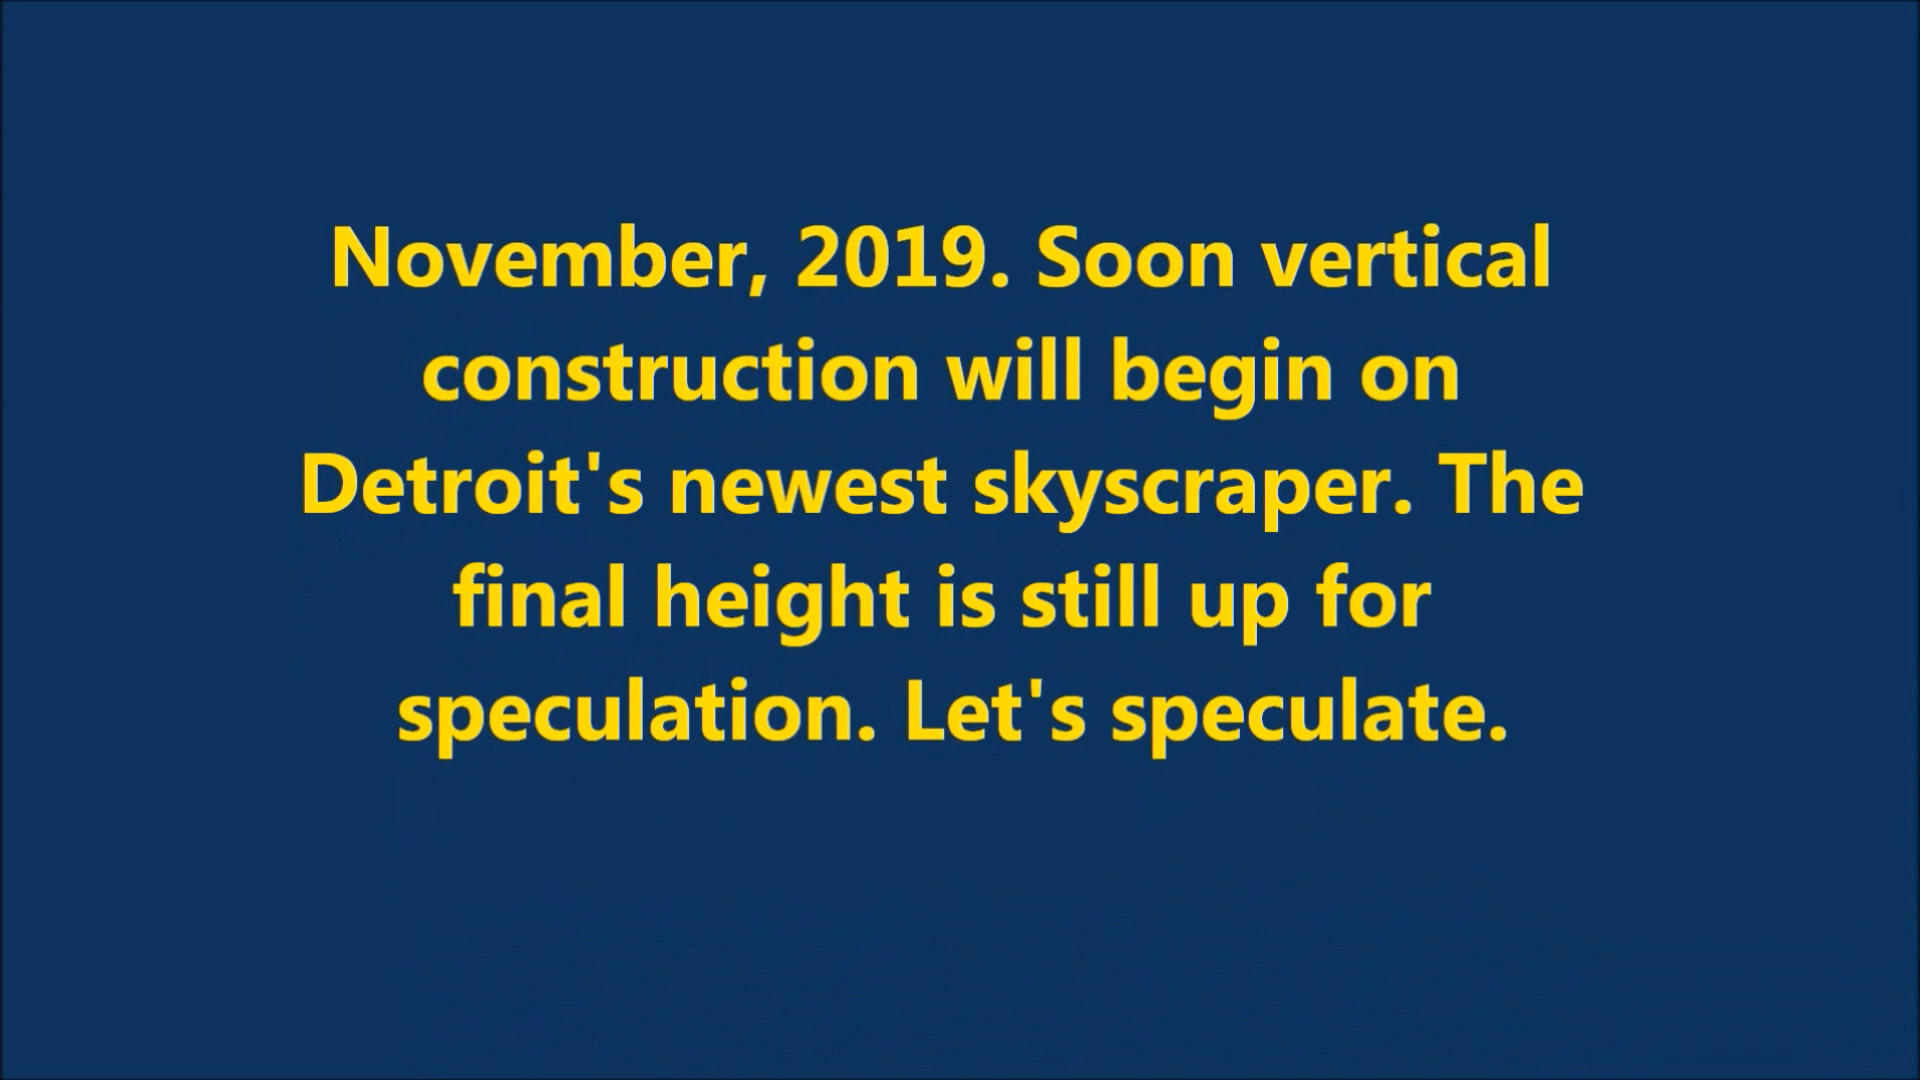 November, 2019. Soon vertical
construction will begin on
Detroit's newest skyscraper. The
final height is still up for
speculation. Let's speculate.